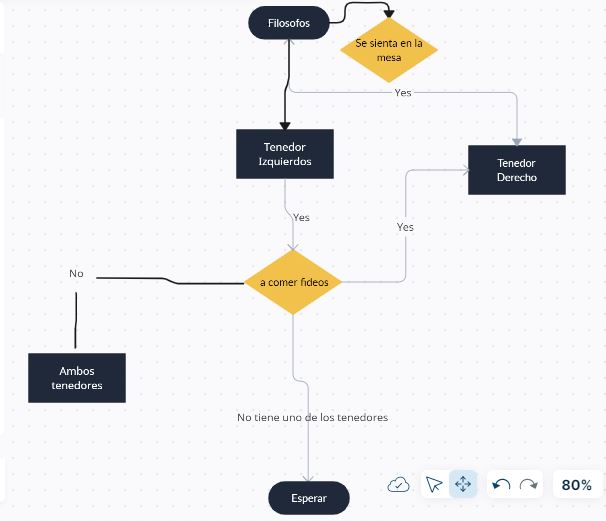 Filosofos
Se sienta en la
mesa
Yes
Tenedor
Izquierdos
Tenedor
Derecho
Yes
Yes
No
a comer fideos
Ambos
tenedores
No tiene uno de los tenedores
Esperar
80%